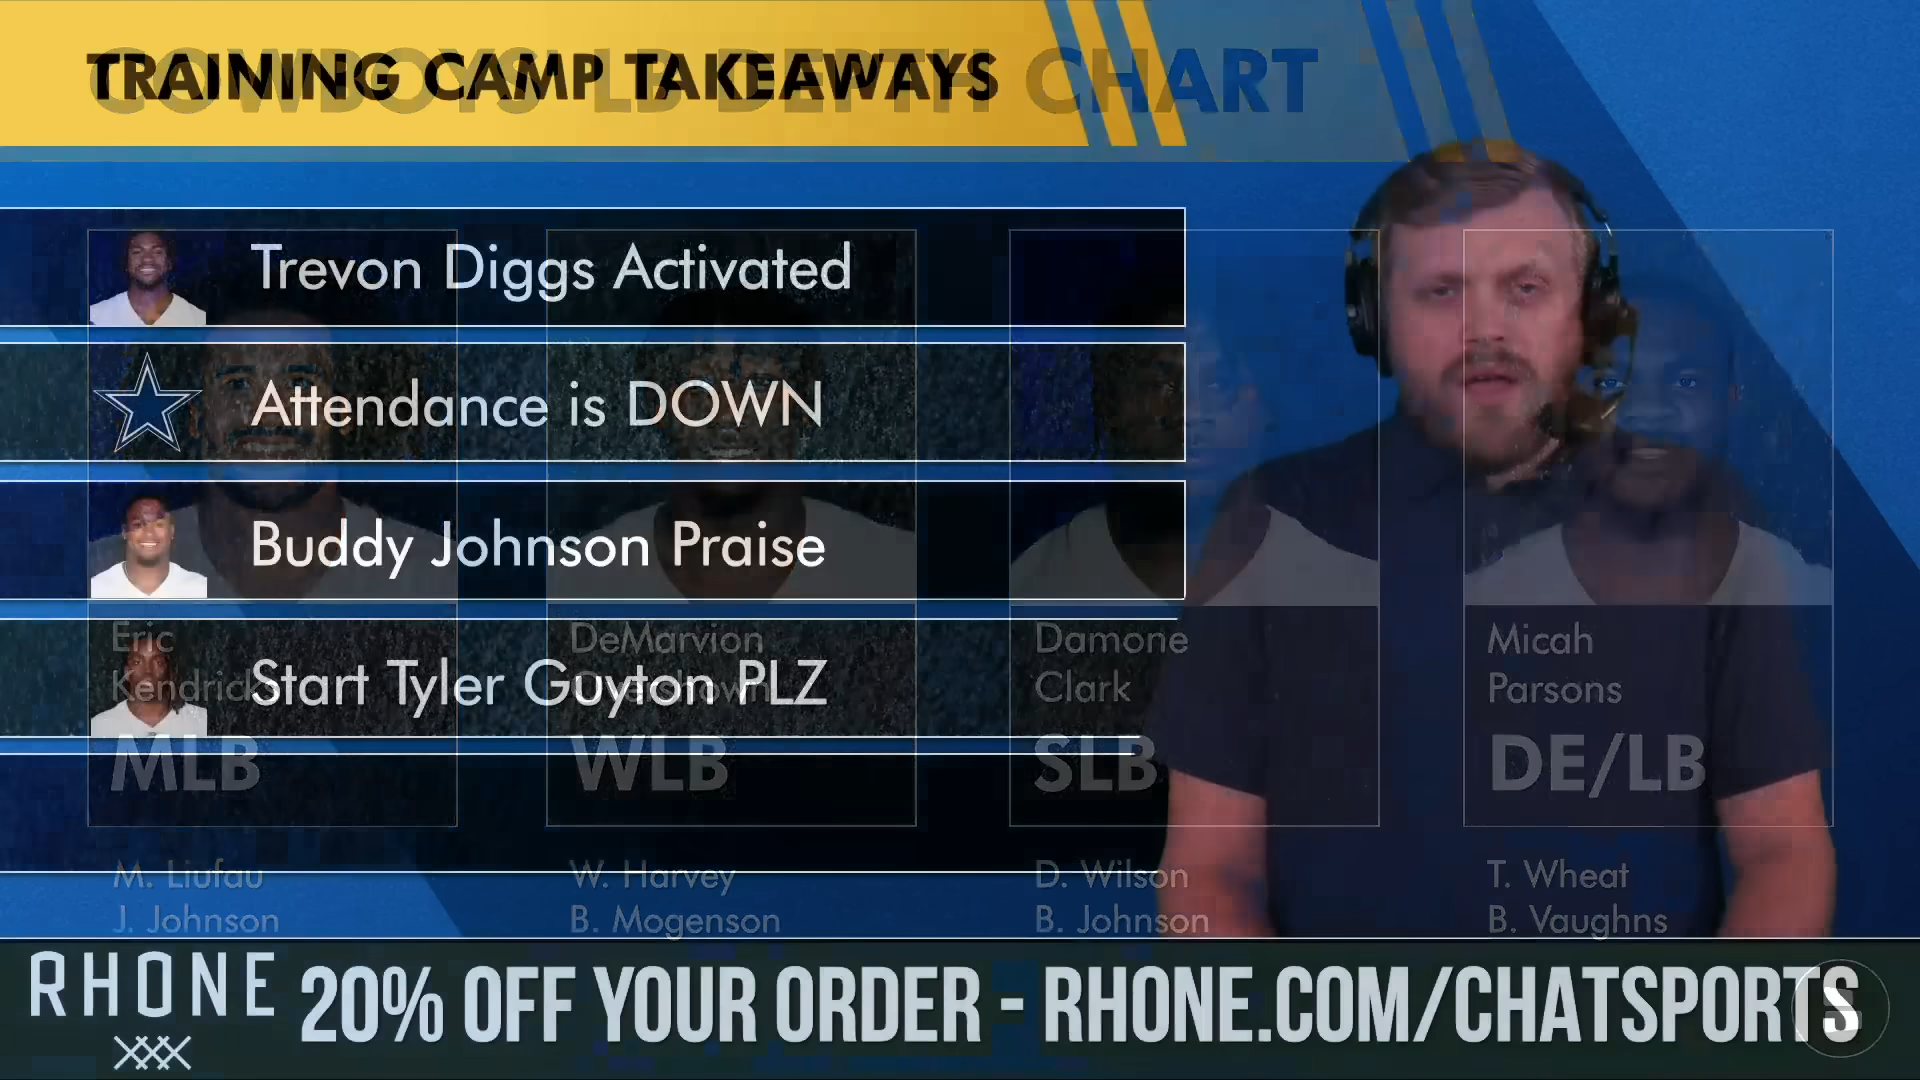 TRAINING CAMP TAKEAWAYS
COWBOYS LB DEPTH CHART
Trevon Diggs Activated
Attendance is DOWN
Buddy Johnson Praise
Start Tyler Guyton PLZ
Eric
Kendricks
MLB
M. Liufau
J. Johnson
DeMarvion
Overshown
WLB
W. Harvey
B. Mogenson
Damone
Clark
SLB
D. Wilson
B. Johnson
Micah
Parsons
DE/LB
T. Wheat
B. Vaughns
RHONE
20% OFF YOUR ORDER - RHONE.COM/CHATSPORTS
S